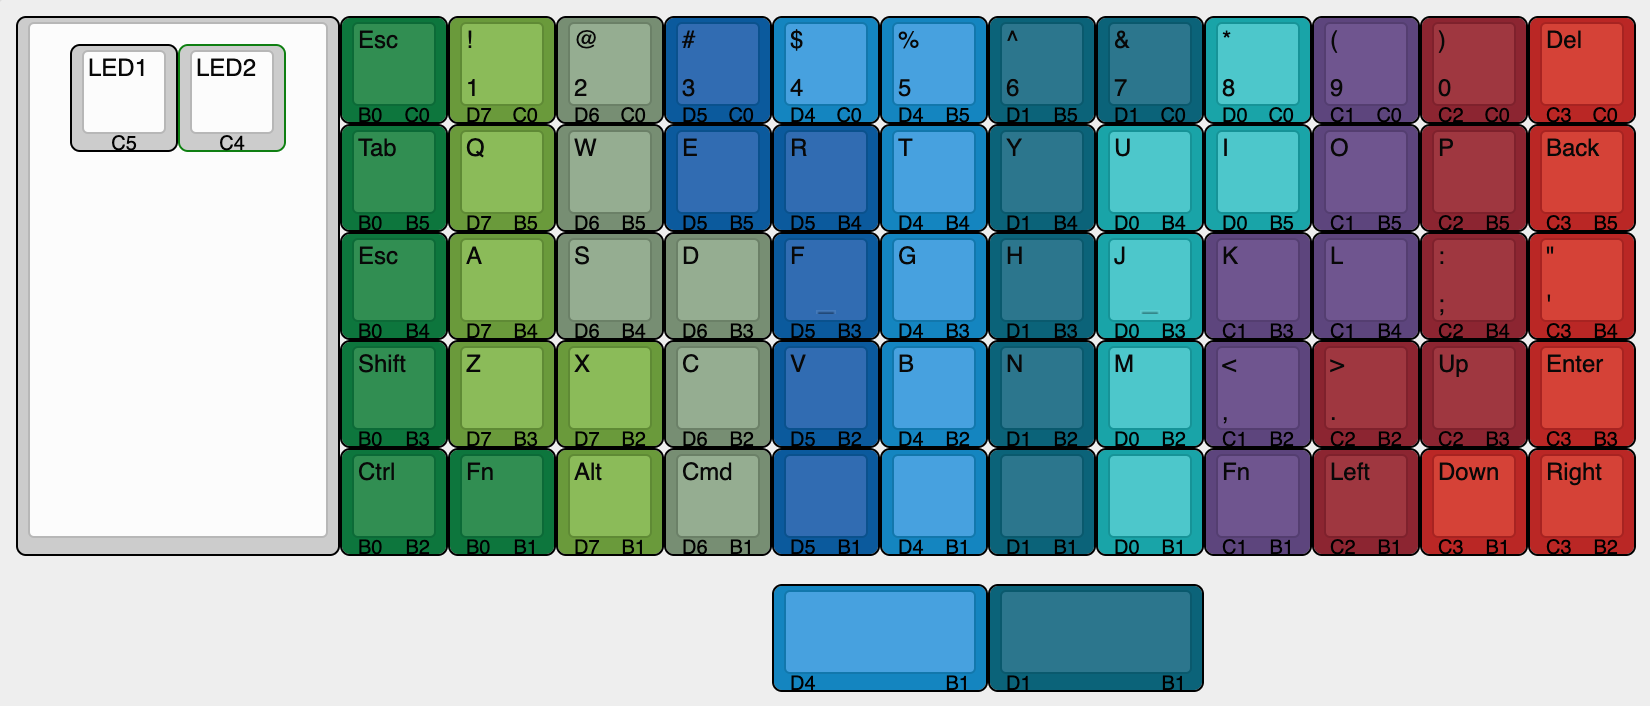 LED1 LED2
C5 C4
Esc ! @ # $ % ^ & * ( ) Del
1 2 3 4 5 6 7 8 9 0
B0 C0 D7 C0 D6 C0 D5 C0 D4 C0 D4 B5 D1 B5 D1 C0 D0 C0 C1 C0 C2 C0 C3 C0
Tab Q W E R T Y U I O P Back
B0 B5 D7 B5 D6 B5 D5 B5 D5 B4 D4 B4 D1 B4 D0 B4 D0 B5 C1 B5 C2 B5 C3 B5
Esc A S D F G H J K L : "
_ _ ; '
B0 B4 D7 B4 D6 B4 D6 B3 D5 B3 D4 B3 D1 B3 D0 B3 C1 B3 C1 B4 C2 B4 C3 B4
Shift Z X C V B N M < > Up Enter
, .
B0 B3 D7 B3 D7 B2 D6 B2 D5 B2 D4 B2 D1 B2 D0 B2 C1 B2 C2 B2 C2 B3 C3 B3
Ctrl Fn Alt Cmd Fn Left Down Right
B0 B2 B0 B1 D7 B1 D6 B1 D5 B1 D4 B1 D1 B1 D0 B1 C1 B1 C2 B1 C3 B1 C3 B2
D4 B1 D1 B1